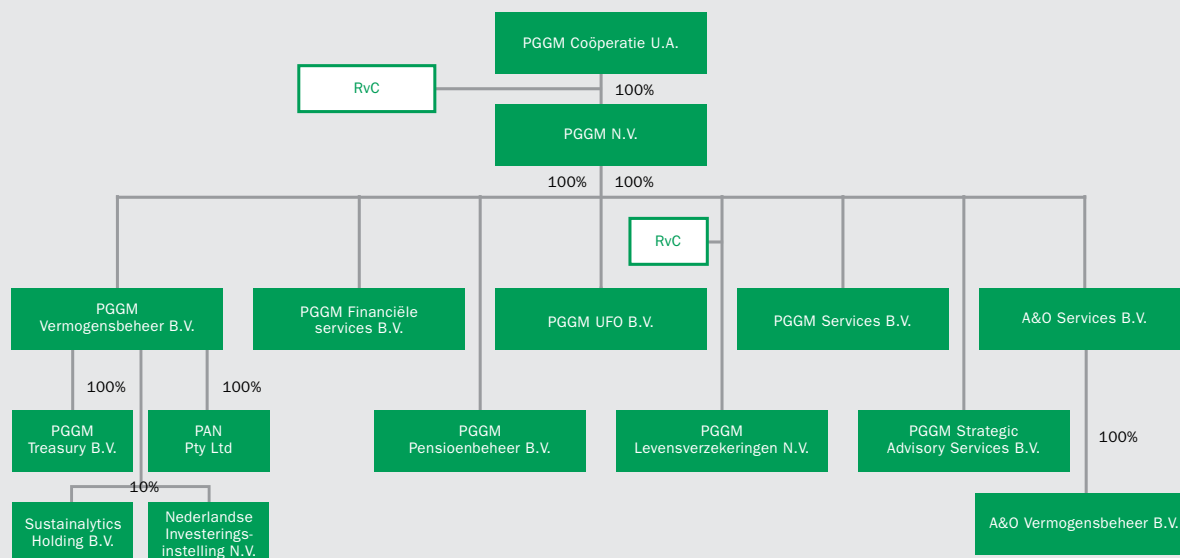 PGGM Coöperatie U.A.
RvC
100%
PGGM N.V.
100% 100%
RvC
PGGM
Vermogensbeheer B.V.
PGGM Financiële
services B.V.
PGGM UFO B.V.
PGGM Services B.V.
A&O Services B.V.
100%
100%
PGGM
Treasury B.V.
PAN
Pty Ltd
PGGM
Pensioenbeheer B.V.
PGGM
Levensverzekeringen N.V.
PGGM Strategic
Advisory Services B.V.
100%
10%
Sustainalytics
Holding B.V.
Nederlandse
Investerings-
instelling N.V.
A&O Vermogensbeheer B.V.